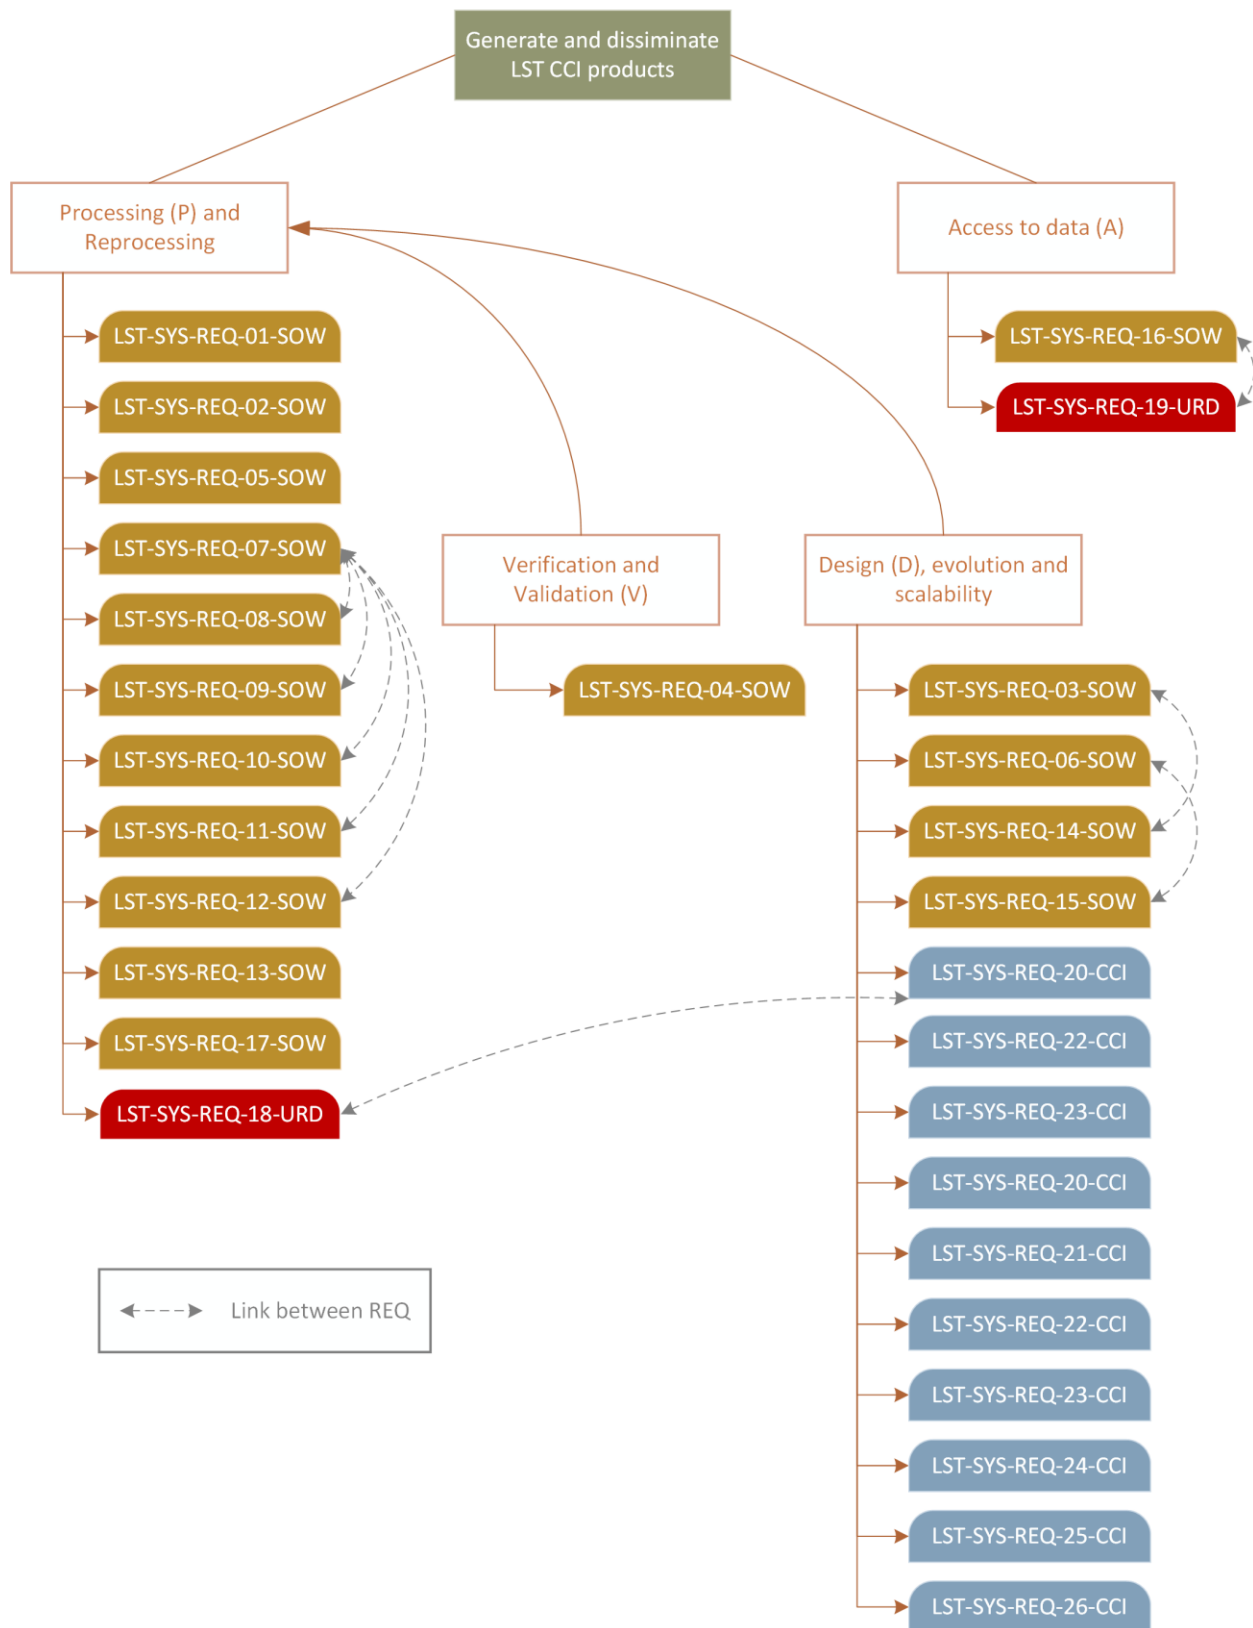 Generate and dissiminate
LST CCI products
Processing (P) and
Reprocessing
LST-SYS-REQ-01-SOW
LST-SYS-REQ-02-SOW
LST-SYS-REQ-05-SOW
LST-SYS-REQ-07-SOW
LST-SYS-REQ-08-SOW
LST-SYS-REQ-09-SOW
LST-SYS-REQ-10-SOW
LST-SYS-REQ-11-SOW
LST-SYS-REQ-12-SOW
LST-SYS-REQ-13-SOW
LST-SYS-REQ-17-SOW
LST-SYS-REQ-18-URD
Verification and
Validation (V)
LST-SYS-REQ-04-SOW
Design (D), evolution and
scalability
LST-SYS-REQ-03-SOW
LST-SYS-REQ-06-SOW
LST-SYS-REQ-14-SOW
LST-SYS-REQ-15-SOW
LST-SYS-REQ-20-CCI
LST-SYS-REQ-22-CCI
LST-SYS-REQ-23-CCI
LST-SYS-REQ-20-CCI
LST-SYS-REQ-21-CCI
LST-SYS-REQ-22-CCI
LST-SYS-REQ-23-CCI
LST-SYS-REQ-24-CCI
LST-SYS-REQ-25-CCI
LST-SYS-REQ-26-CCI
Access to data (A)
LST-SYS-REQ-16-SOW
LST-SYS-REQ-19-URD
Link between REQ